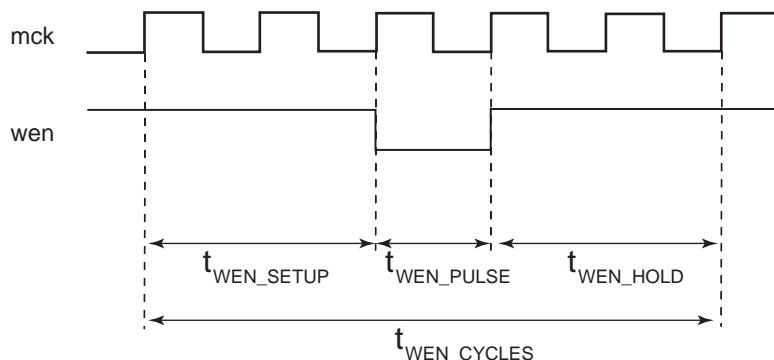 mck
wen
tWEN_SETUP
tWEN_PULSE
tWEN_HOLD
tWEN_CYCLES